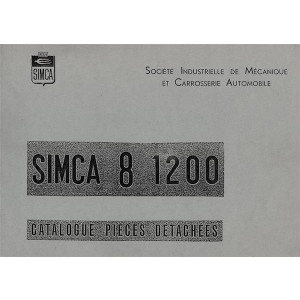 SIMCA
Société Industrielle de Mécanique
et Carrosserie Automobile
SIMCA 8 1200
CATALOGUE PIECES DETACHEES